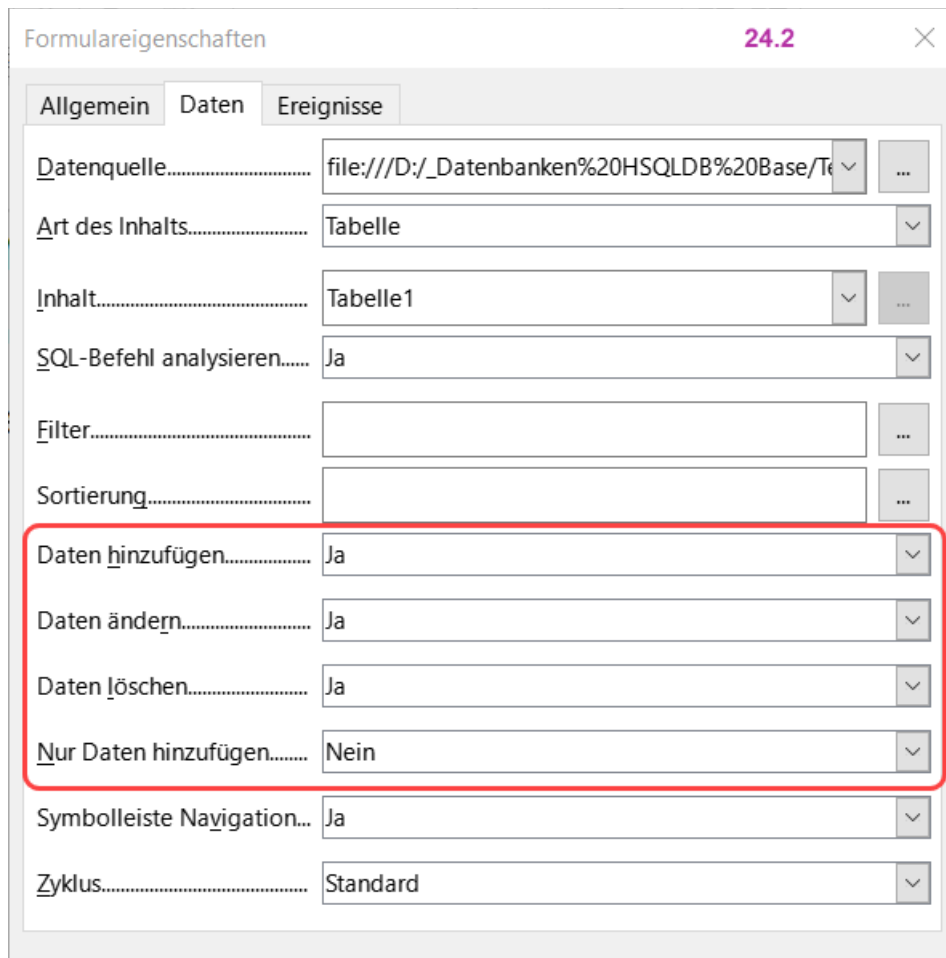 Formulareigenschaften 24.2
Allgemein Daten Ereignisse
Datenquelle............................... file:///D:/_Datenbanken%20HSQLDB%20Base/Te ...
Art des Inhalts......................... Tabelle
Inhalt............................................ Tabelle1 ...
SQL-Befehl analysieren...... Ja
Filter.............................................. ...
Sortierung.................................. ...
Daten hinzufügen.................. Ja
Daten ändern........................... Ja
Daten löschen......................... Ja
Nur Daten hinzufügen........ Nein
Symbolleiste Navigation... Ja
Zyklus........................................... Standard